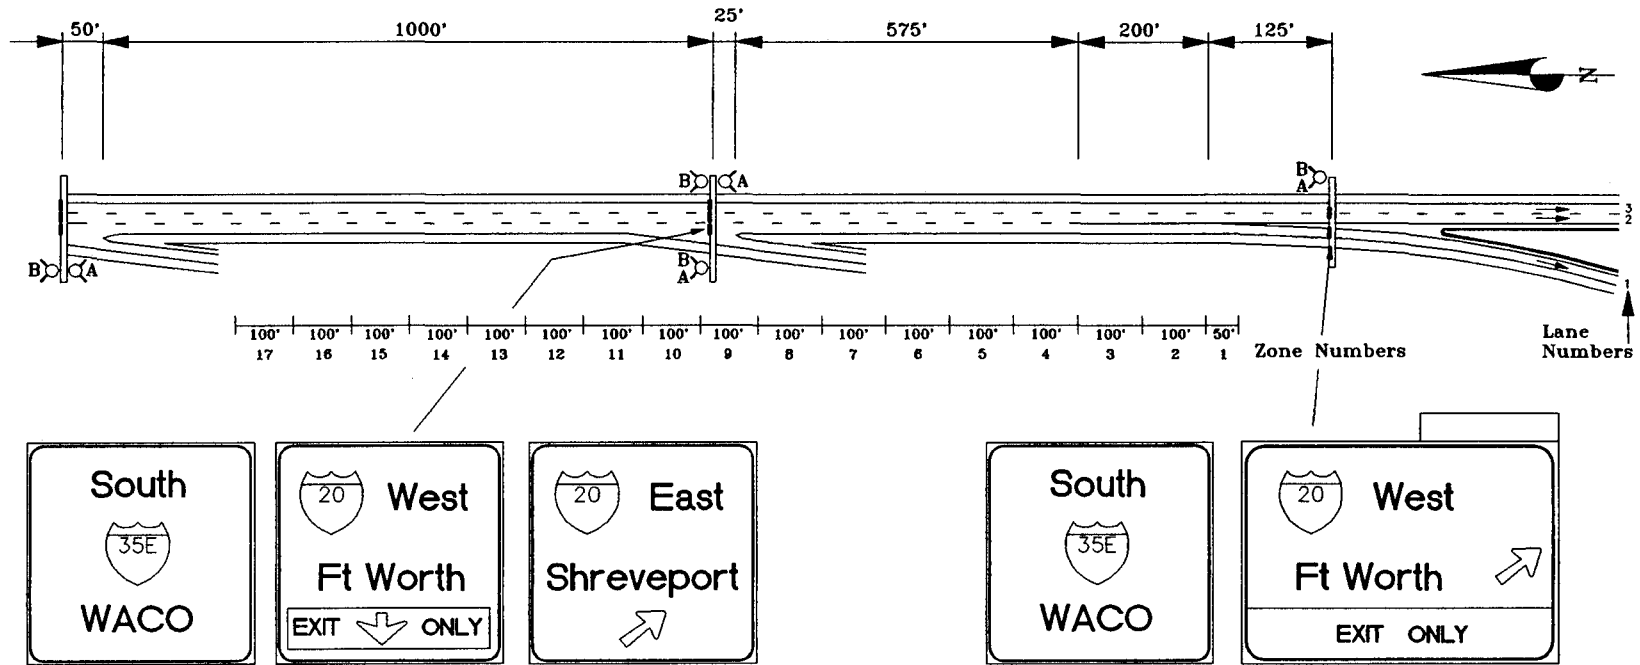 25'
50' 1000' 575' 200' 125'
N
B A B
A
3
2
B A B
A
1
100' 100' 100' 100' 100' 100' 100' 100' 100' 100' 100' 100' 100' 100' 100' 100' 50'
17 16 15 14 13 12 11 10 9 8 7 6 5 4 3 2 1 Zone Numbers
Lane
Numbers
South
35E
WACO
20 West
Ft Worth
EXIT ONLY
20 East
Shreveport
South
35E
WACO
20 West
Ft Worth
EXIT ONLY